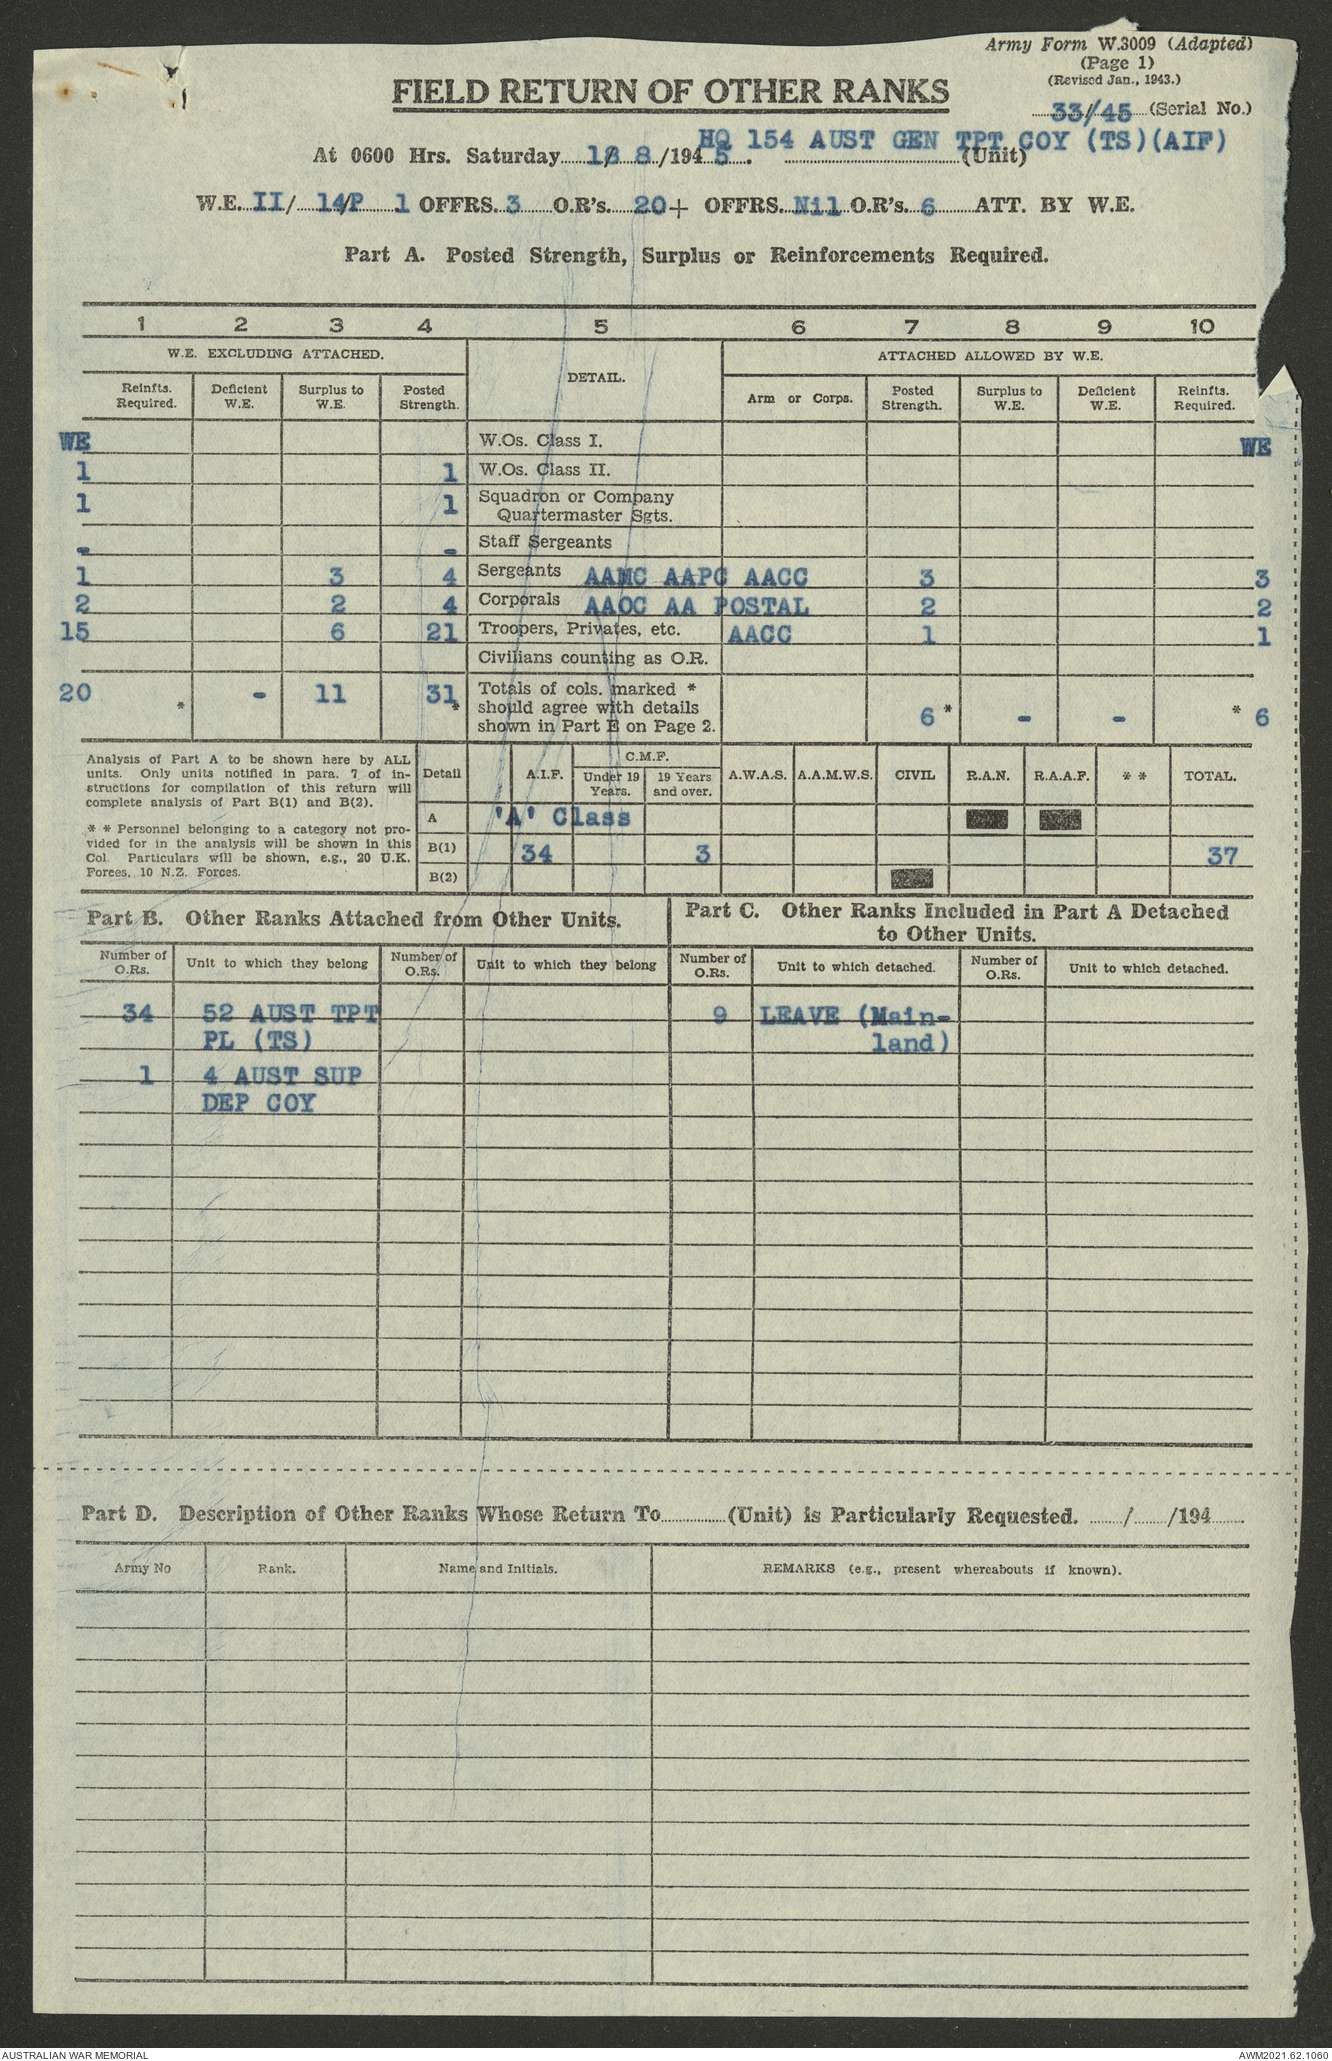 Army Form W.3009 (Adapted)
(Page 1)
(Revised Jan., 1943.)
FIELD RETURN OF OTHER RANKS
33/45 (Serial No.)
HQ 154 AUST GEN TPT COY (TS)(AIF)
At 0600 Hrs. Saturday / 8 /194 5 . (Unit)
W.E. II/ 14/P 1 OFFRS. 3 O.R's. 20 + OFFRS. Nil O.R's. 6 ATT. BY W.E.
Part A. Posted Strength, Surplus or Reinforcements Required.
1 2 3 4 5 6 7 8 9 10
W.E. EXCLUDING ATTACHED. DETAIL. ATTACHED ALLOWED BY W.E.
Reinfts. Required. Deficient W.E. Surplus to W.E. Posted Strength. Arm or Corps. Posted Strength. Surplus to W.E. Deficient W.E. Reinfts. Required.
WE W.Os. Class I. WE
1 1 W.Os. Class II.
1 1 Squadron or Company
Quartermaster Sgts.
- - Staff Sergeants
1 3 4 Sergeants AAMC AAPC AACC 3 3
2 2 4 Corporals AAOC AA POSTAL 2 2
15 6 21 Troopers, Privates, etc. AACC 1 1
Civilians counting as O.R.
20 * - 11 31 * Totals of cols. marked *
should agree with details
shown in Part E on Page 2. 6 * - - * 6
Analysis of Part A to be shown here by ALL
units. Only units notified in para. 7 of in-
structions for compilation of this return will
complete analysis of Part B(1) and B(2).
* * Personnel belonging to a category not pro-
vided for in the analysis will be shown in this
Col. Particulars will be shown, e.g., 20 U.K.
Forces, 10 N.Z. Forces.
Detail A.I.F. C.M.F. Under 19 Years. 19 Years and over. A.W.A.S. A.A.M.W.S. CIVIL R.A.N. R.A.A.F. * * TOTAL.
A 'A' Class
B(1) 34 3 37
B(2)
Part B. Other Ranks Attached from Other Units.
Part C. Other Ranks Included in Part A Detached
to Other Units.
Number of O.Rs. Unit to which they belong Number of O.Rs. Unit to which they belong Number of O.Rs. Unit to which detached. Number of O.Rs. Unit to which detached.
34 52 AUST TPT 9 LEAVE (Main-
PL (TS) land)
1 4 AUST SUP
DEP COY
Part D. Description of Other Ranks Whose Return To (Unit) is Particularly Requested. / /194
Army No Rank. Name and Initials. REMARKS (e.g., present whereabouts if known).
AUSTRALIAN WAR MEMORIAL AWM2021.62.1060